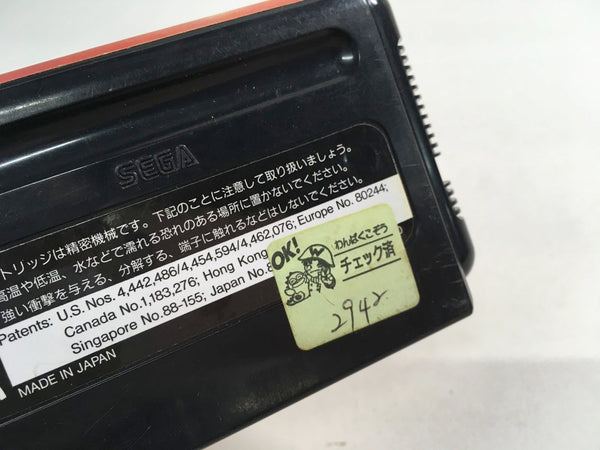 SEGA
トリッジは精密機械です。下記のことに注意して取り扱いましょう。
高温や低温、水などで濡れる恐れのある場所に置かないでください。
強い衝撃を与える、分解する、端子に触れるなどはしないでください。
Patents: U.S. Nos. 4,442,486/4,454,594/4,462,076; Europe No. 80244;
Canada No.1,183,276; Hong Kong
Singapore No.88-155; Japan No.
MADE IN JAPAN
OK!
わんぱくこぞう
チェック済
2942